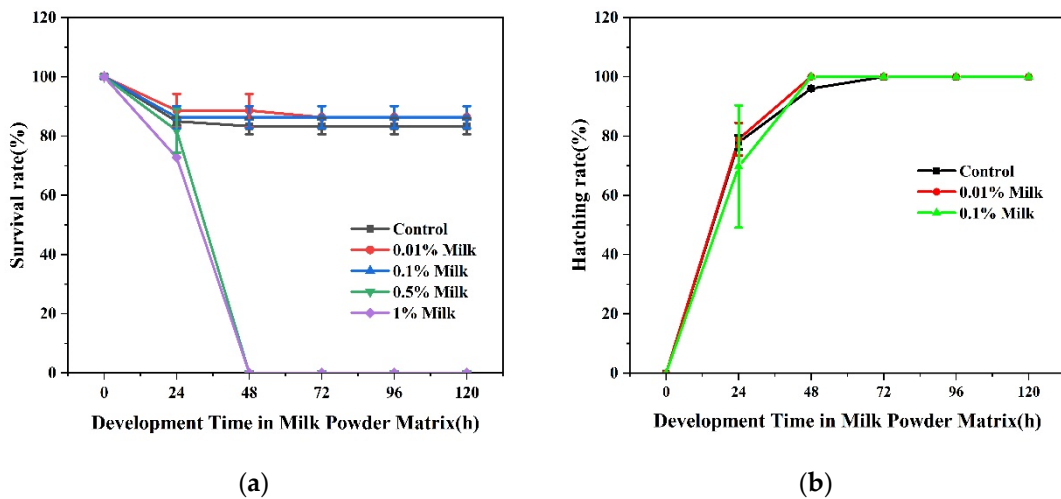 120
100
80
60
40
20
0
Survival rate(%)
Control
0.01% Milk
0.1% Milk
0.5% Milk
1% Milk
0 24 48 72 96 120
Development Time in Milk Powder Matrix(h)
(a)
120
100
80
60
40
20
0
Hatching rate(%)
Control
0.01% Milk
0.1% Milk
0 24 48 72 96 120
Development Time in Milk Powder Matrix(h)
(b)